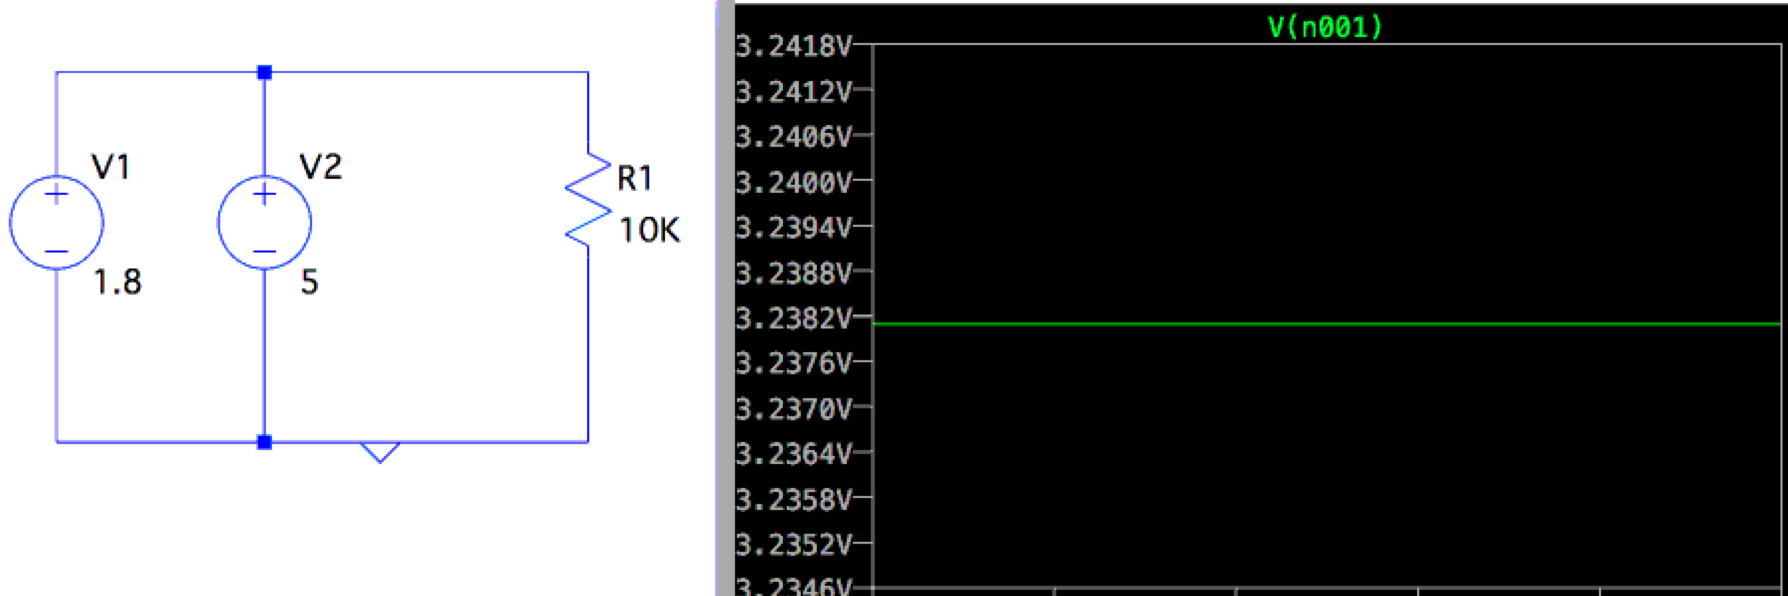 V1
+
−
1.8
V2
+
−
5
R1
10K
V(n001)
3.2418V
3.2412V
3.2406V
3.2400V
3.2394V
3.2388V
3.2382V
3.2376V
3.2370V
3.2364V
3.2358V
3.2352V
3.2346V